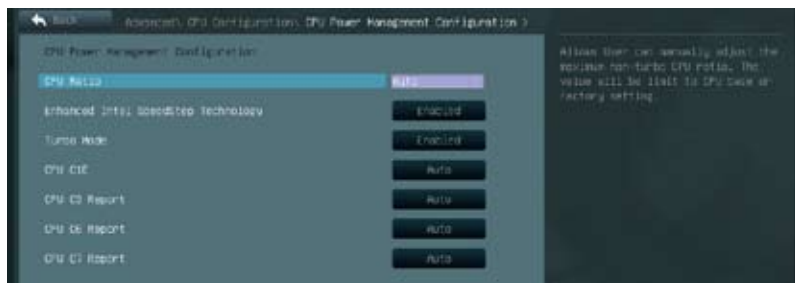 Back Advanced\ CPU Configuration\ CPU Power Management Configuration >
CPU Power Management Configuration
CPU Ratio Auto
Enhanced Intel SpeedStep Technology Enabled
Turbo Mode Enabled
CPU C1E Auto
CPU C3 Report Auto
CPU C6 Report Auto
CPU C7 Report Auto
Allows User can manually adjust the
maximum non-turbo CPU ratio. The
value will be limit to CPU base or
factory setting.